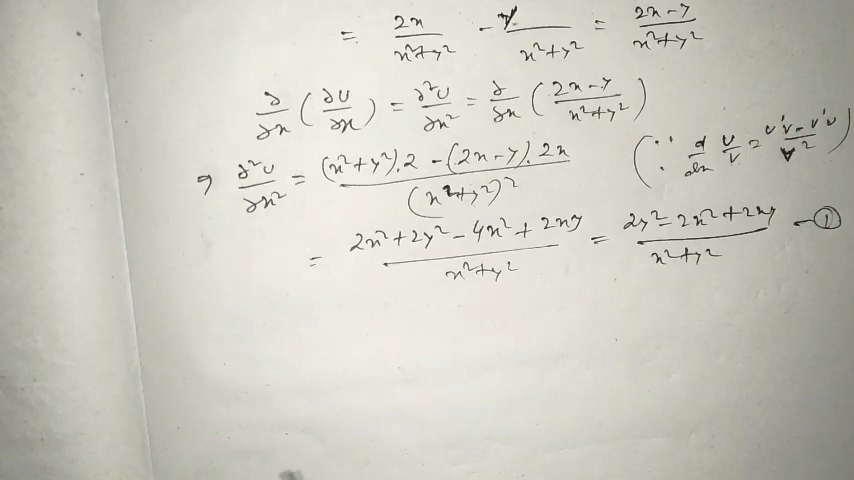 = 2x/(x²+y²) - y/(x²+y²) = (2x-y)/(x²+y²)
∂/∂x (∂U/∂x) = ∂²U/∂x² = ∂/∂x ((2x-y)/(x²+y²))
⇒ ∂²U/∂x² = ((x²+y²).2 - (2x-y).2x)/(x²+y²)² (∵ d/dx U/V = (U'V - V'U)/V²)
= (2x²+2y²-4x²+2xy)/(x²+y²) = (2y²-2x²+2xy)/(x²+y²) - ①